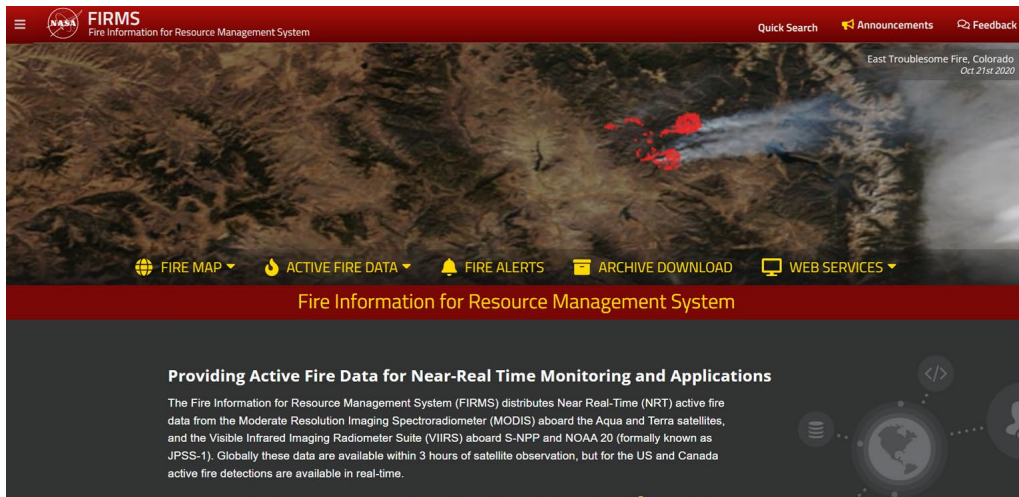 NASA
FIRMS
Fire Information for Resource Management System
Quick Search
Announcements
Feedback
East Troublesome Fire, Colorado
Oct 21st 2020
FIRE MAP
ACTIVE FIRE DATA
FIRE ALERTS
ARCHIVE DOWNLOAD
WEB SERVICES
Fire Information for Resource Management System
Providing Active Fire Data for Near-Real Time Monitoring and Applications
The Fire Information for Resource Management System (FIRMS) distributes Near Real-Time (NRT) active fire
data from the Moderate Resolution Imaging Spectroradiometer (MODIS) aboard the Aqua and Terra satellites,
and the Visible Infrared Imaging Radiometer Suite (VIIRS) aboard S-NPP and NOAA 20 (formally known as
JPSS-1). Globally these data are available within 3 hours of satellite observation, but for the US and Canada
active fire detections are available in real-time.